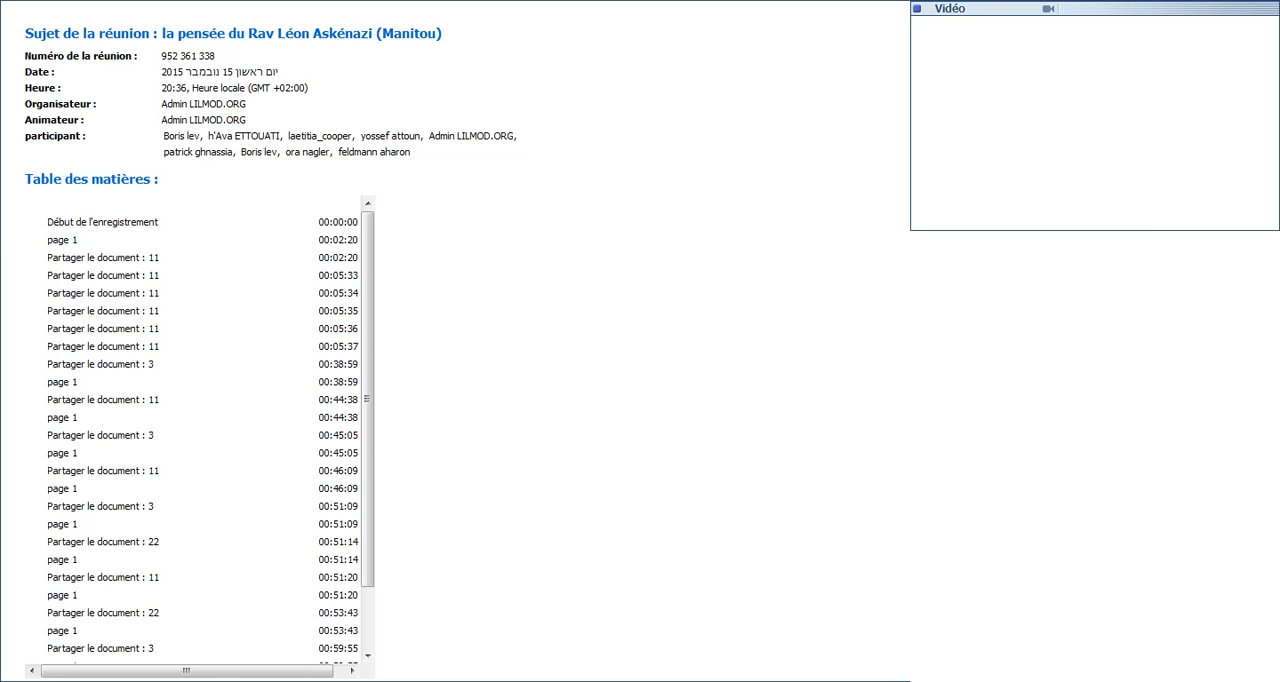 Vidéo
Sujet de la réunion : la pensée du Rav Léon Askénazi (Manitou)
Numéro de la réunion : 952 361 338
Date : יום ראשון 15 נובמבר 2015
Heure : 20:36, Heure locale (GMT +02:00)
Organisateur : Admin LILMOD.ORG
Animateur : Admin LILMOD.ORG
participant : Boris lev, h'Ava ETTOUATI, laetitia_cooper, yossef attoun, Admin LILMOD.ORG,
patrick ghnassia, Boris lev, ora nagler, feldmann aharon
Table des matières :
Début de l'enregistrement 00:00:00
page 1 00:02:20
Partager le document : 11 00:02:20
Partager le document : 11 00:05:33
Partager le document : 11 00:05:34
Partager le document : 11 00:05:35
Partager le document : 11 00:05:36
Partager le document : 11 00:05:37
Partager le document : 3 00:38:59
page 1 00:38:59
Partager le document : 11 00:44:38
page 1 00:44:38
Partager le document : 3 00:45:05
page 1 00:45:05
Partager le document : 11 00:46:09
page 1 00:46:09
Partager le document : 3 00:51:09
page 1 00:51:09
Partager le document : 22 00:51:14
page 1 00:51:14
Partager le document : 11 00:51:20
page 1 00:51:20
Partager le document : 22 00:53:43
page 1 00:53:43
Partager le document : 3 00:59:55